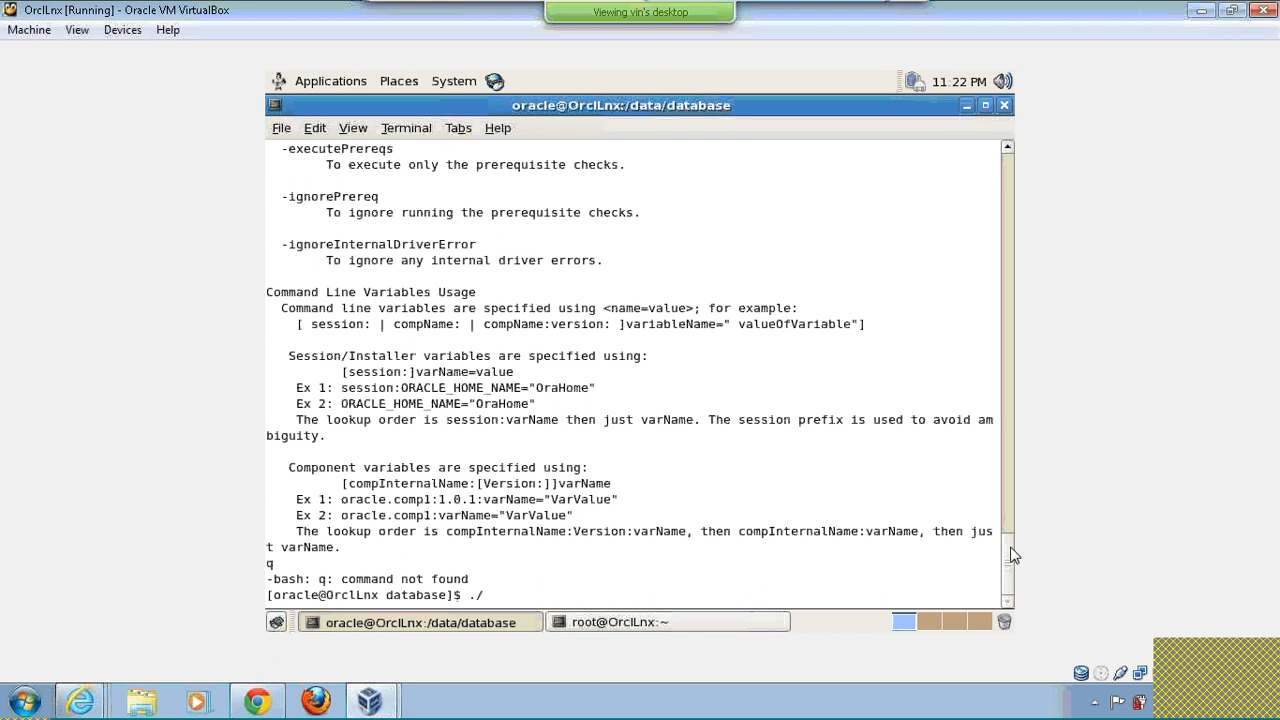 OrclLnx [Running] - Oracle VM VirtualBox
Viewing vin's desktop
Machine View Devices Help
Applications Places System 11:22 PM
oracle@OrclLnx:/data/database
File Edit View Terminal Tabs Help
-executePrereqs
To execute only the prerequisite checks.
-ignorePrereq
To ignore running the prerequisite checks.
-ignoreInternalDriverError
To ignore any internal driver errors.
Command Line Variables Usage
Command line variables are specified using <name=value>; for example:
[ session: | compName: | compName:version: ]variableName=" valueOfVariable"]
Session/Installer variables are specified using:
[session:]varName=value
Ex 1: session:ORACLE_HOME_NAME="OraHome"
Ex 2: ORACLE_HOME_NAME="OraHome"
The lookup order is session:varName then just varName. The session prefix is used to avoid am
biguity.
Component variables are specified using:
[compInternalName:[Version:]]varName
Ex 1: oracle.comp1:1.0.1:varName="VarValue"
Ex 2: oracle.comp1:varName="VarValue"
The lookup order is compInternalName:Version:varName, then compInternalName:varName, then jus
t varName.
q
-bash: q: command not found
[oracle@OrclLnx database]$ ./
oracle@OrclLnx:/data/database root@OrclLnx:~